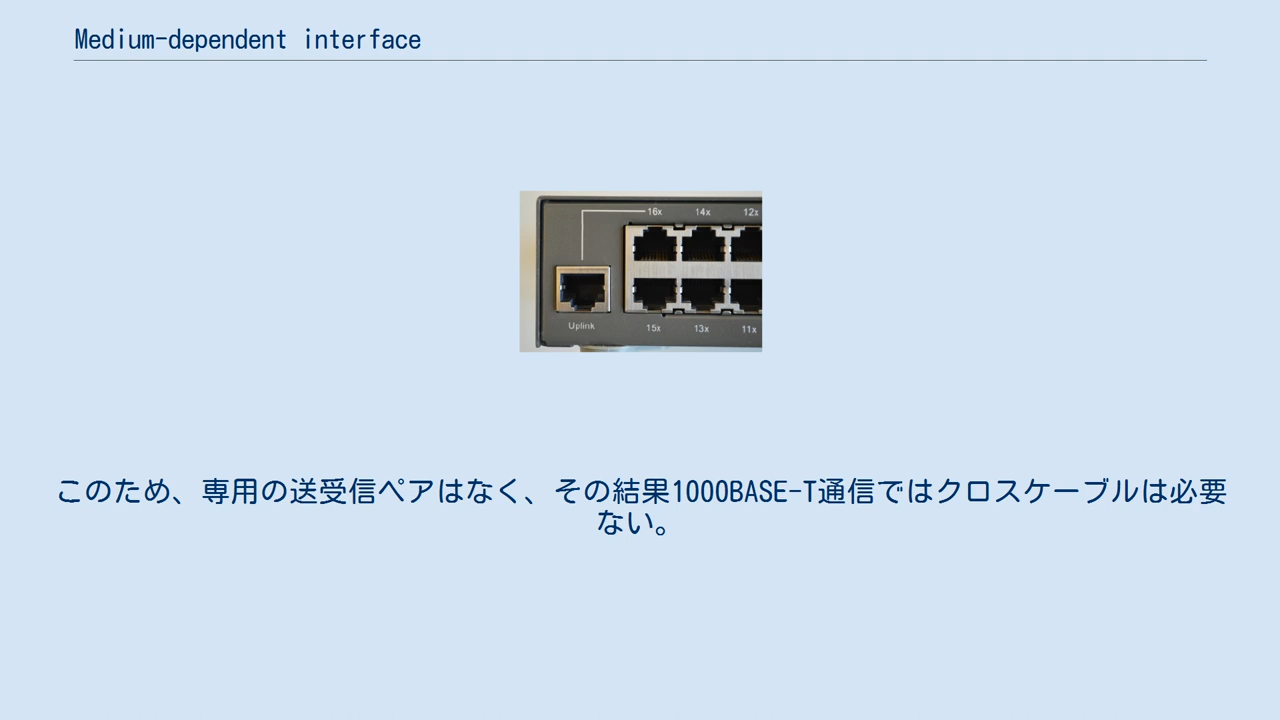 Medium-dependent interface
16x 14x 12x
Uplink
15x 13x 11x
このため、専用の送受信ペアはなく、その結果1000BASE-T通信ではクロスケーブルは必要
ない。